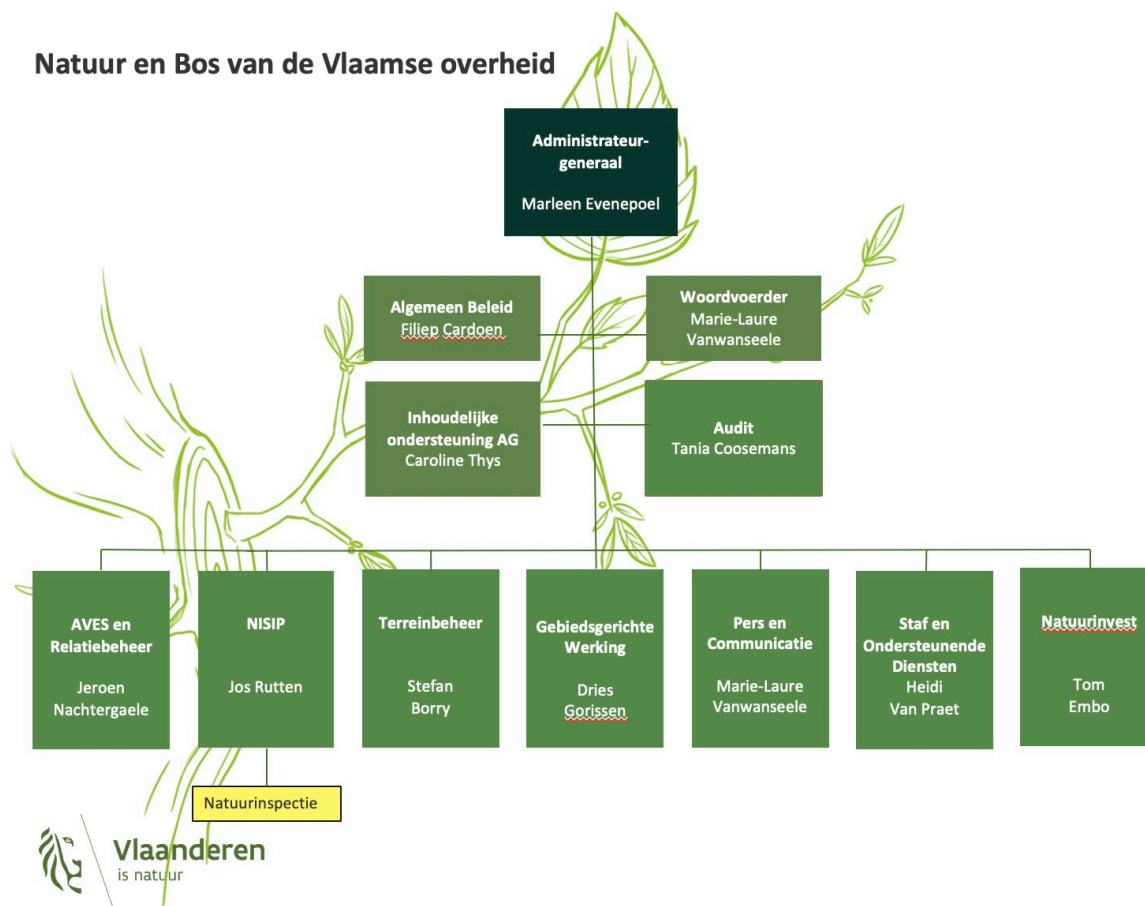 Natuur en Bos van de Vlaamse overheid
Administrateur-
generaal
Marleen Evenepoel
Algemeen Beleid
Filiep Cardoen
Woordvoerder
Marie-Laure
Vanwanseele
Inhoudelijke
ondersteuning AG
Caroline Thys
Audit
Tania Coosemans
AVES en
Relatiebeheer
Jeroen
Nachtergaele
NISIP
Jos Rutten
Terreinbeheer
Stefan
Borry
Gebiedsgerichte
Werking
Dries
Gorissen
Pers en
Communicatie
Marie-Laure
Vanwanseele
Staf en
Ondersteunende
Diensten
Heidi
Van Praet
Natuurinvest
Tom
Embo
Natuurinspectie
Vlaanderen
is natuur